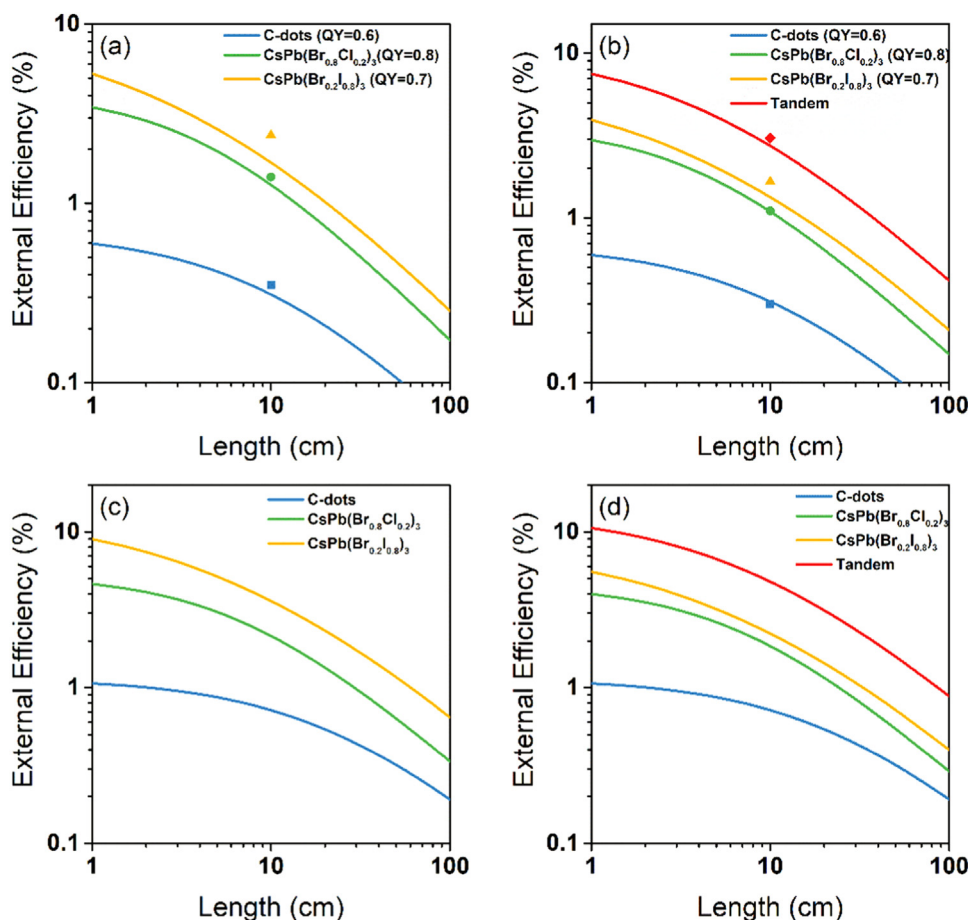 (a)
C-dots (QY=0.6)
CsPb(Br0.8Cl0.2)3 (QY=0.8)
CsPb(Br0.2I0.8)3 (QY=0.7)
External Efficiency (%)
10
1
0.1
1
10
100
Length (cm)
(b)
C-dots (QY=0.6)
CsPb(Br0.8Cl0.2)3 (QY=0.8)
CsPb(Br0.2I0.8)3 (QY=0.7)
Tandem
External Efficiency (%)
10
1
0.1
1
10
100
Length (cm)
(c)
C-dots
CsPb(Br0.8Cl0.2)3
CsPb(Br0.2I0.8)3
External Efficiency (%)
10
1
0.1
1
10
100
Length (cm)
(d)
C-dots
CsPb(Br0.8Cl0.2)3
CsPb(Br0.2I0.8)3
Tandem
External Efficiency (%)
10
1
0.1
1
10
100
Length (cm)